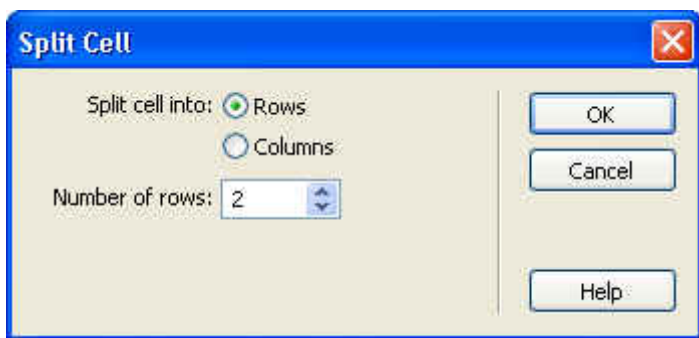 Split Cell
Split cell into: Rows
Columns
Number of rows: 2
OK
Cancel
Help